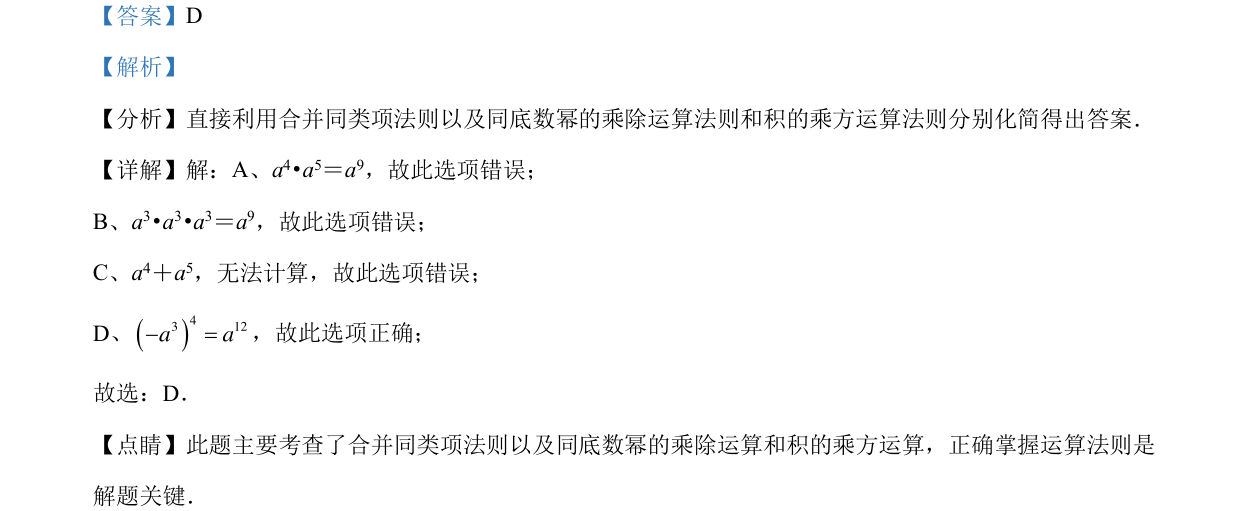 【答案】D
【解析】
【分析】直接利用合并同类项法则以及同底数幂的乘除运算法则和积的乘方运算法则分别化简得出答案．
【详解】解：A、a⁴•a⁵＝a⁹，故此选项错误；
B、a³•a³•a³＝a⁹，故此选项错误；
C、a⁴＋a⁵，无法计算，故此选项错误；
D、(−a³)⁴＝a¹²，故此选项正确；
故选：D．
【点睛】此题主要考查了合并同类项法则以及同底数幂的乘除运算和积的乘方运算，正确掌握运算法则是
解题关键．